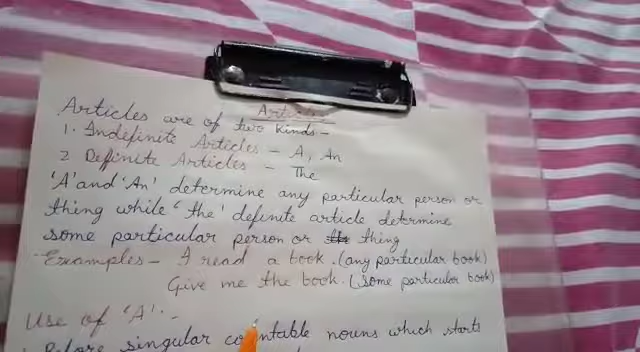 Articles
Articles are of two kinds -
1. Indefinite Articles - A, An
2 Definite Articles - The
'A' and 'An' determine any particular person or
thing while 'the' definite article determine
some particular person or thing
Examples - I read a book. (any particular book)
Give me the book. (Some particular book)
Use of 'A': -
1. Before singular countable nouns which starts